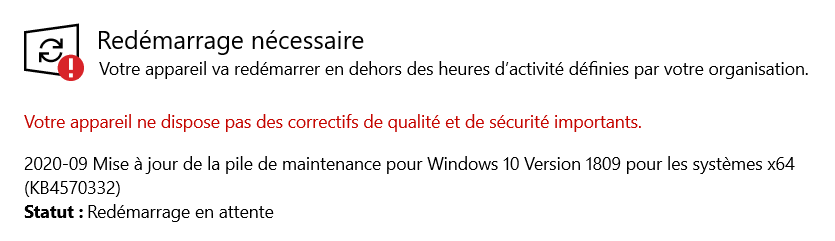 Redémarrage nécessaire
Votre appareil va redémarrer en dehors des heures d’activité définies par votre organisation.
Votre appareil ne dispose pas des correctifs de qualité et de sécurité importants.
2020-09 Mise à jour de la pile de maintenance pour Windows 10 Version 1809 pour les systèmes x64
(KB4570332)
Statut : Redémarrage en attente